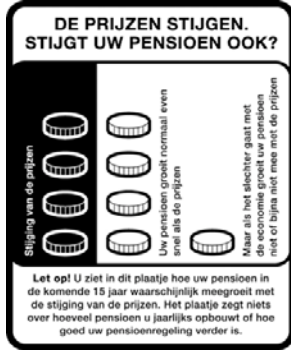 DE PRIJZEN STIJGEN.
STIJGT UW PENSIOEN OOK?
Stijging van de prijzen
Uw pensioen groeit normaal even
snel als de prijzen
Maar als het slechter gaat met
de economie groeit uw pensioen
niet of bijna niet mee met de prijzen
Let op! U ziet in dit plaatje hoe uw pensioen in
de komende 15 jaar waarschijnlijk meegroeit met
de stijging van de prijzen. Het plaatje zegt niets
over hoeveel pensioen u jaarlijks opbouwt of hoe
goed uw pensioenregeling verder is.